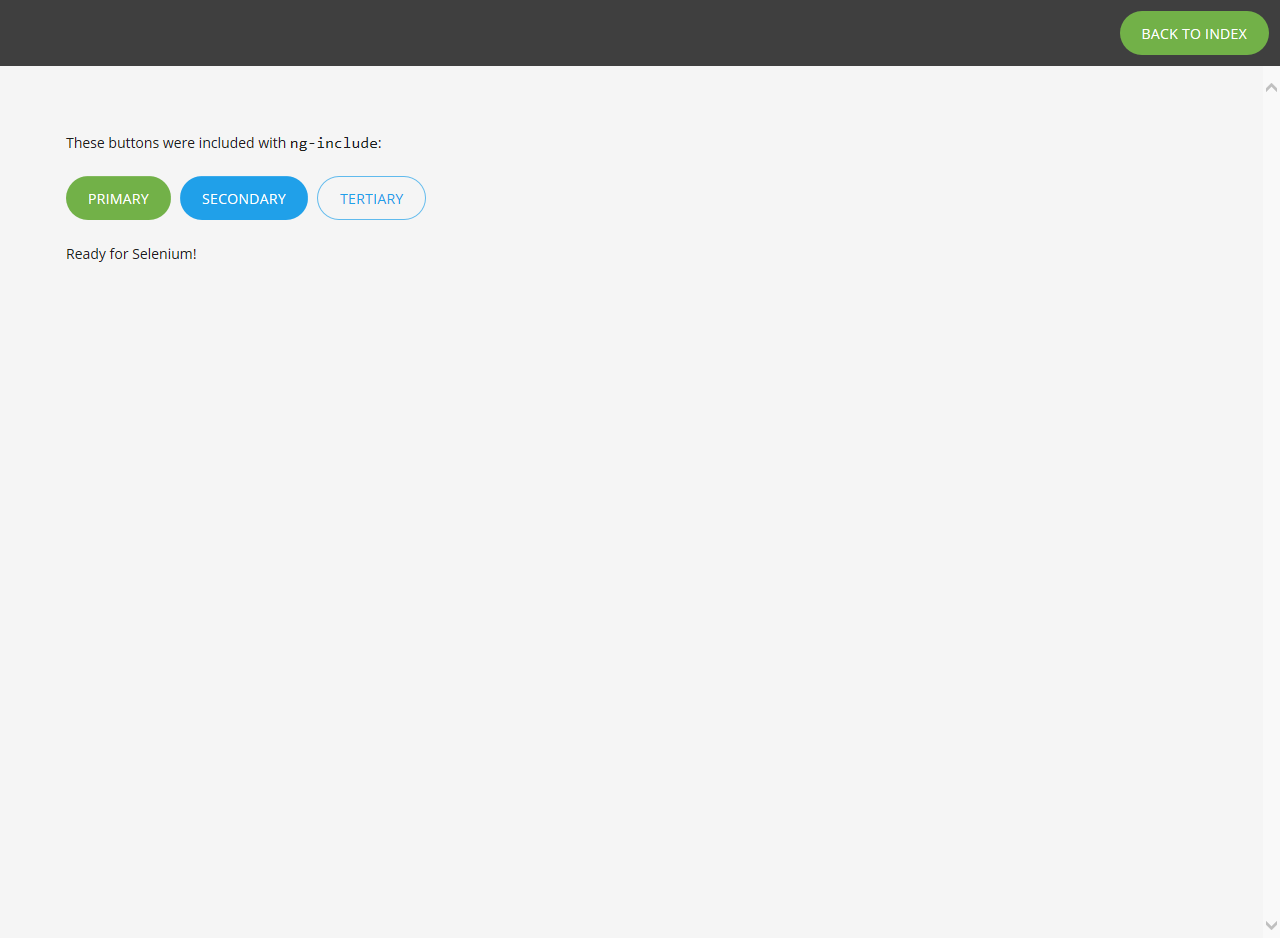 BACK TO INDEX
These buttons were included with ng-include:
PRIMARY SECONDARY TERTIARY
Ready for Selenium!